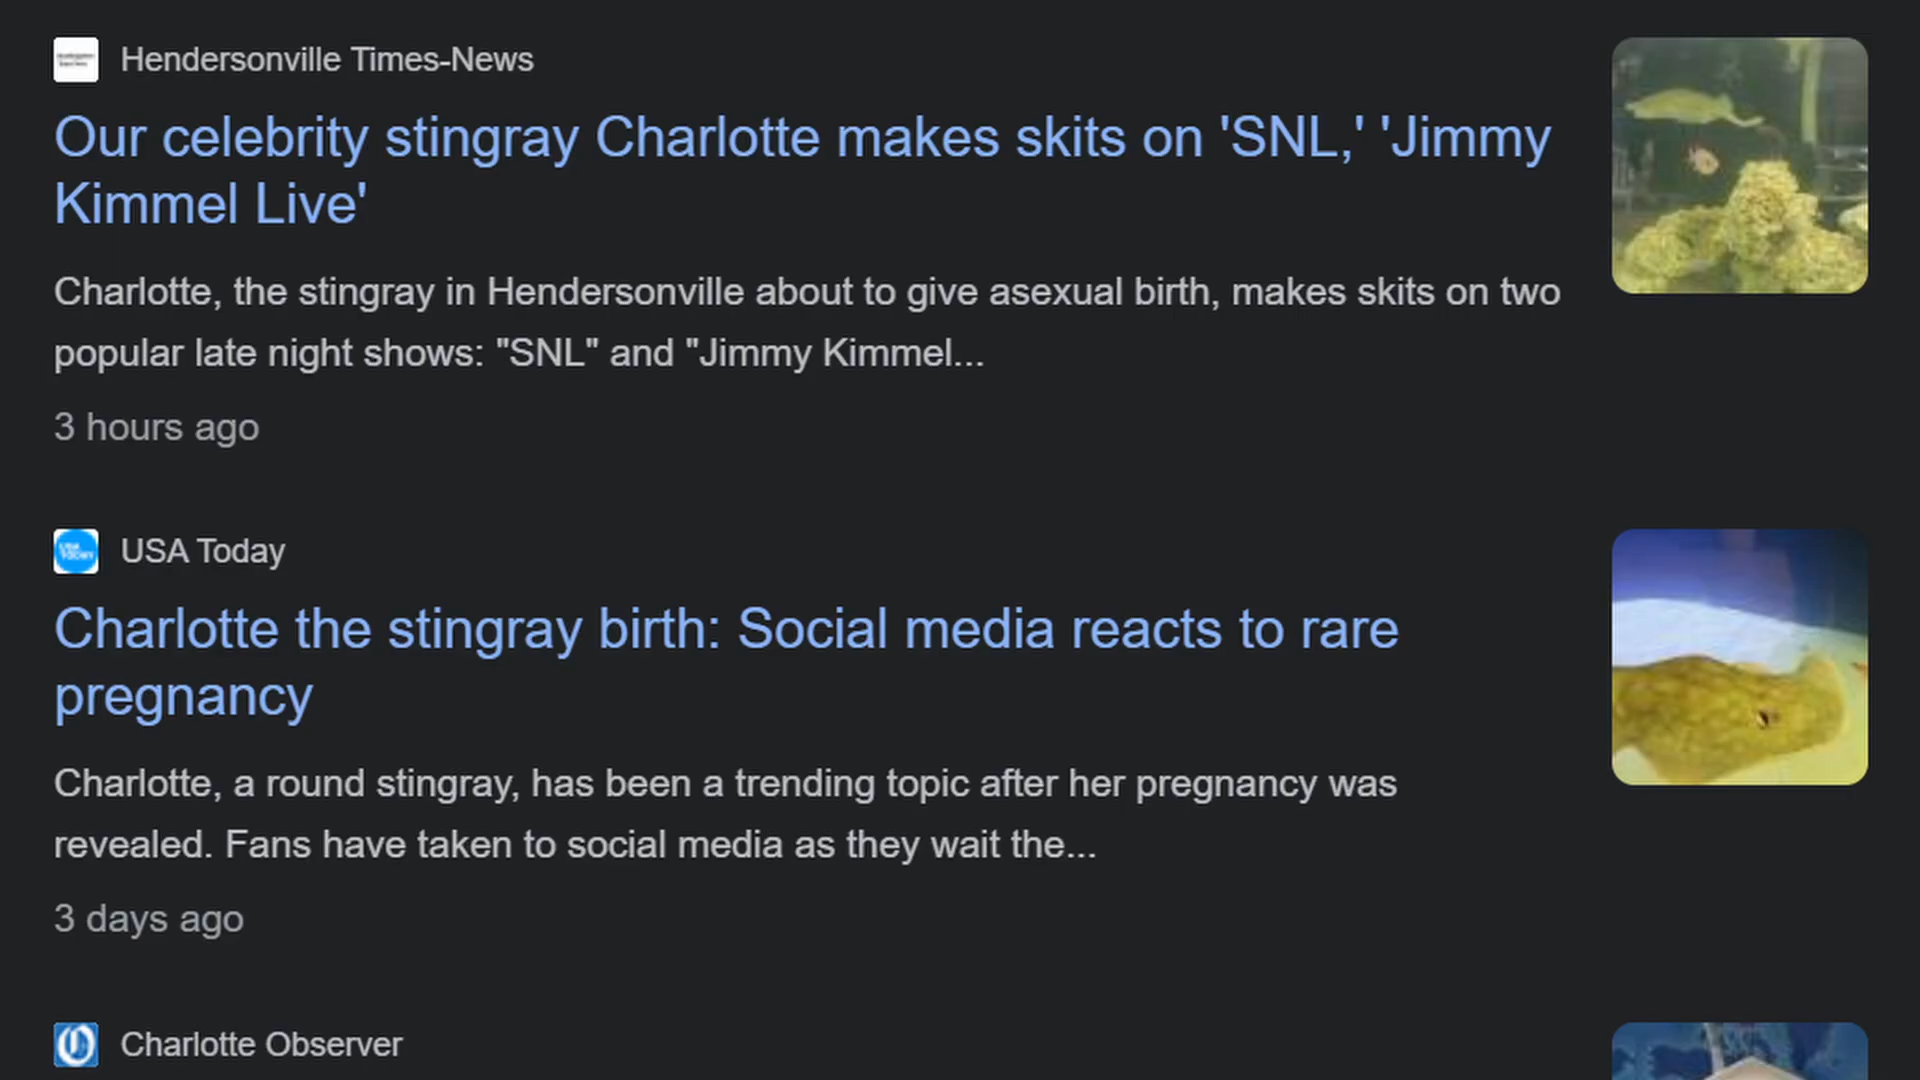 Hendersonville Times-News
Our celebrity stingray Charlotte makes skits on 'SNL,' 'Jimmy
Kimmel Live'
Charlotte, the stingray in Hendersonville about to give asexual birth, makes skits on two
popular late night shows: "SNL" and "Jimmy Kimmel...
3 hours ago
USA TODAY
USA Today
Charlotte the stingray birth: Social media reacts to rare
pregnancy
Charlotte, a round stingray, has been a trending topic after her pregnancy was
revealed. Fans have taken to social media as they wait the...
3 days ago
Charlotte Observer